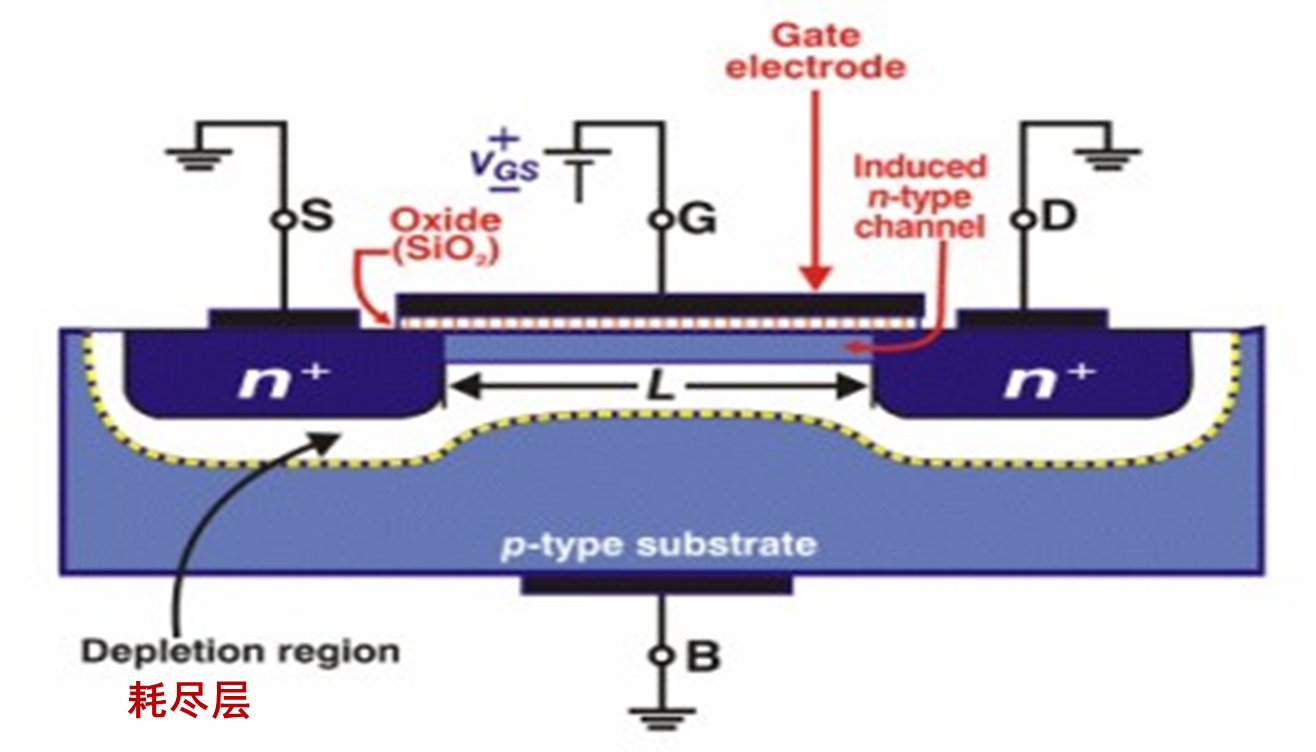 Gate
electrode
+
VGS
−
S
Oxide
(SiO₂)
G
Induced
n-type
channel
D
n⁺
L
n⁺
p-type substrate
Depletion region
耗尽层
B